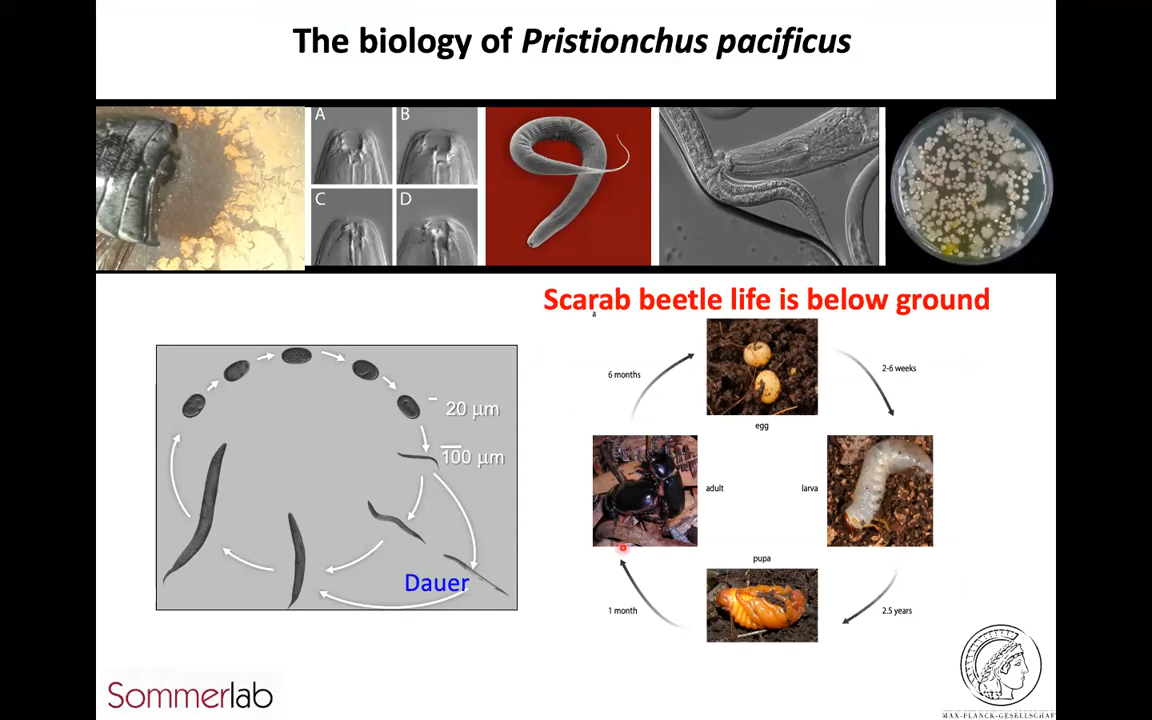 The biology of Pristionchus pacificus
A
B
C
D
Scarab beetle life is below ground
a
6 months
2-6 weeks
egg
adult
larva
pupa
1 month
2.5 years
20 μm
100 μm
Dauer
Sommerlab
MAX-PLANCK-GESELLSCHAF